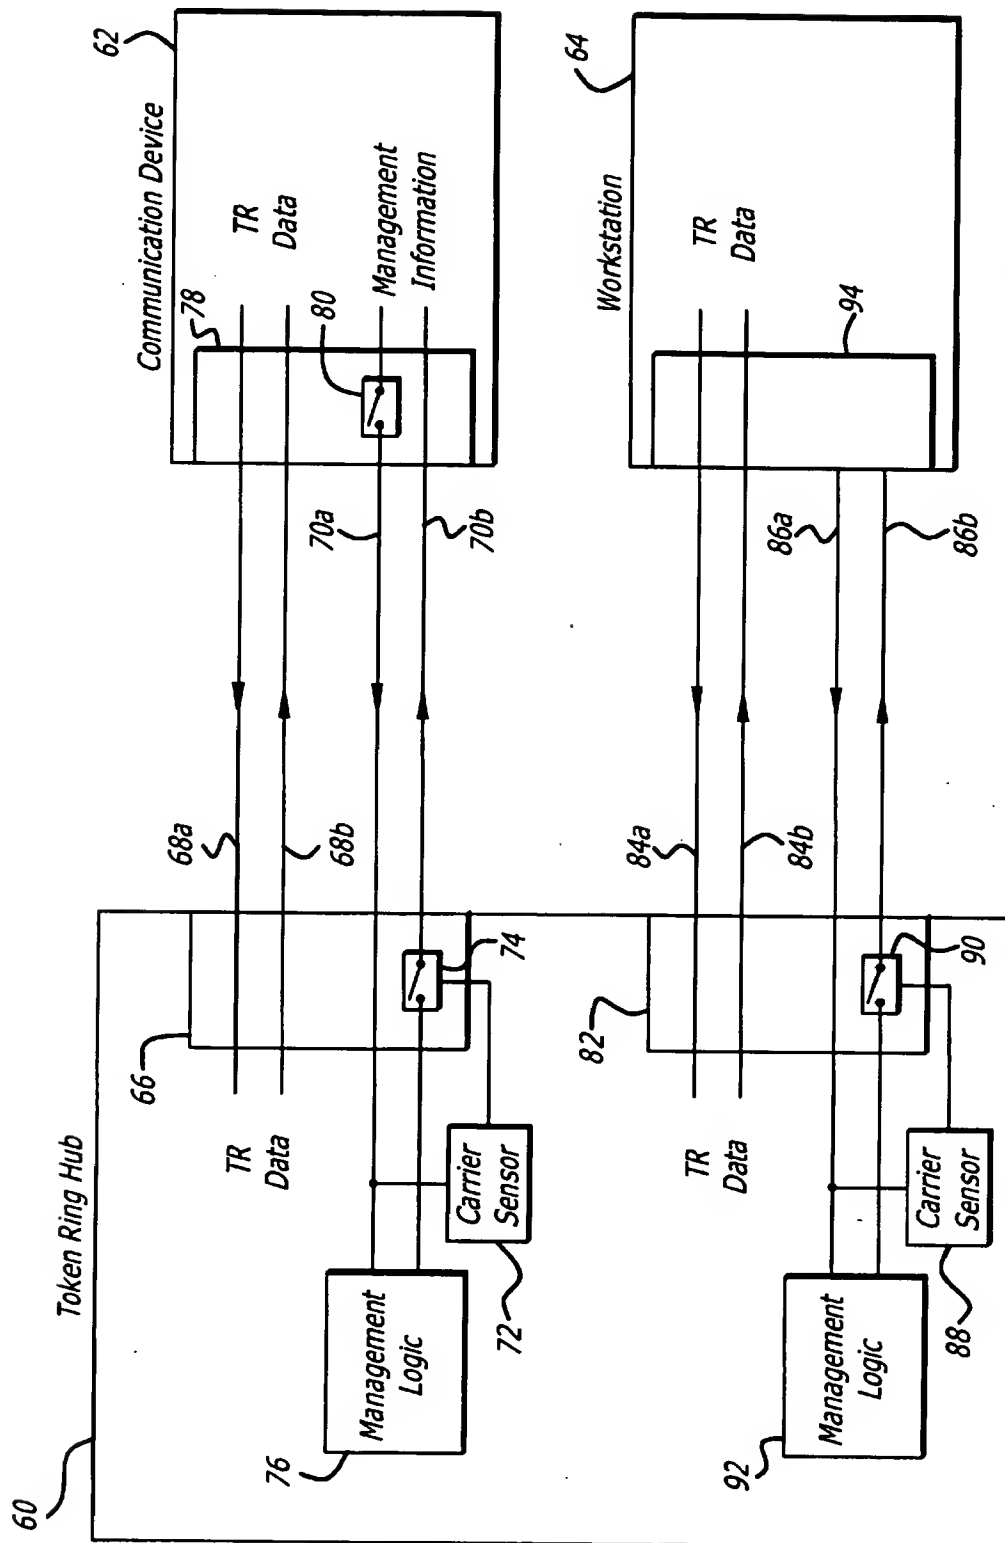 Token Ring Hub
60
66
TR
Data
Management
Logic
76
Carrier
Sensor
72
74
68a
68b
70a
70b
Communication Device
62
78
TR
Data
80
Management
Information
82
TR
Data
Management
Logic
92
Carrier
Sensor
88
90
84a
84b
86a
86b
Workstation
64
TR
Data
94